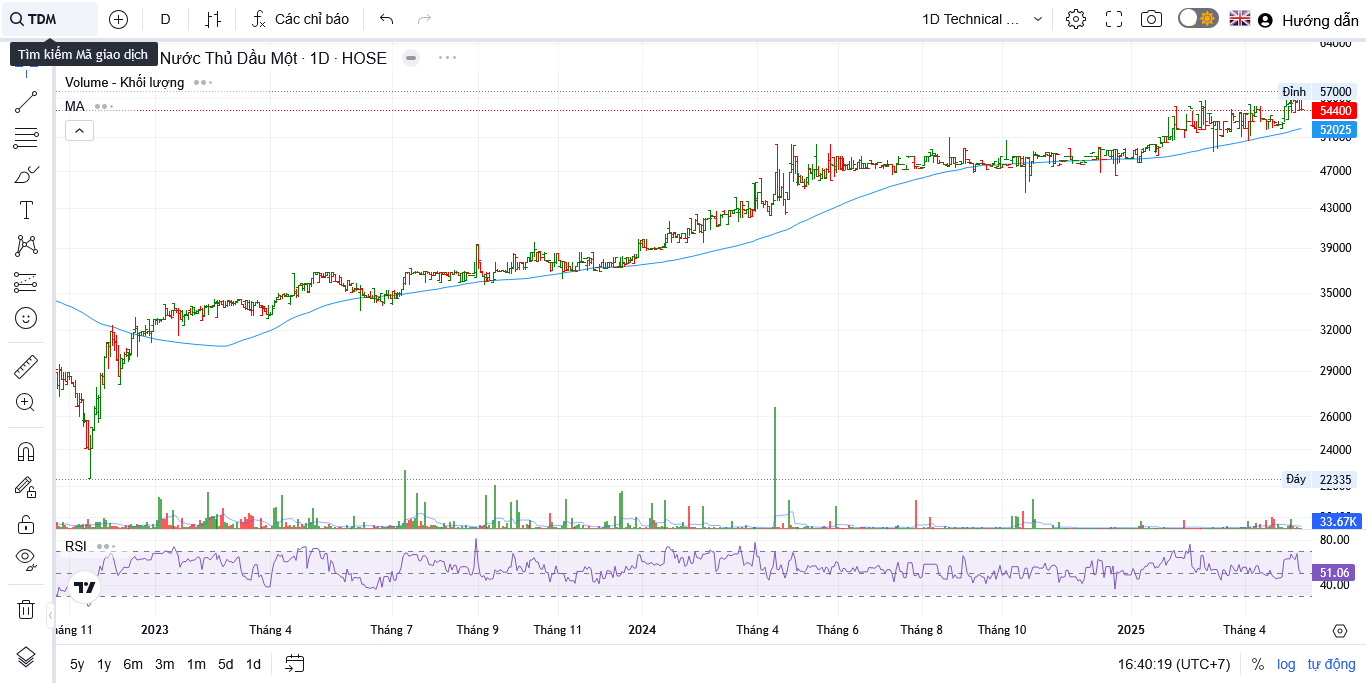 TDM
D
Các chỉ báo
1D Technical ...
Hướng dẫn
Tìm kiếm Mã giao dịch
Nước Thủ Dầu Một · 1D · HOSE
Volume - Khối lượng
MA
64000
Đỉnh 57000
54400
52025
47000
43000
39000
35000
32000
29000
26000
24000
Đáy 22335
33.67K
RSI
80.00
51.06
40.00
háng 11 2023 Tháng 4 Tháng 7 Tháng 9 Tháng 11 2024 Tháng 4 Tháng 6 Tháng 8 Tháng 10 2025 Tháng 4
5y 1y 6m 3m 1m 5d 1d
16:40:19 (UTC+7) % log tự động